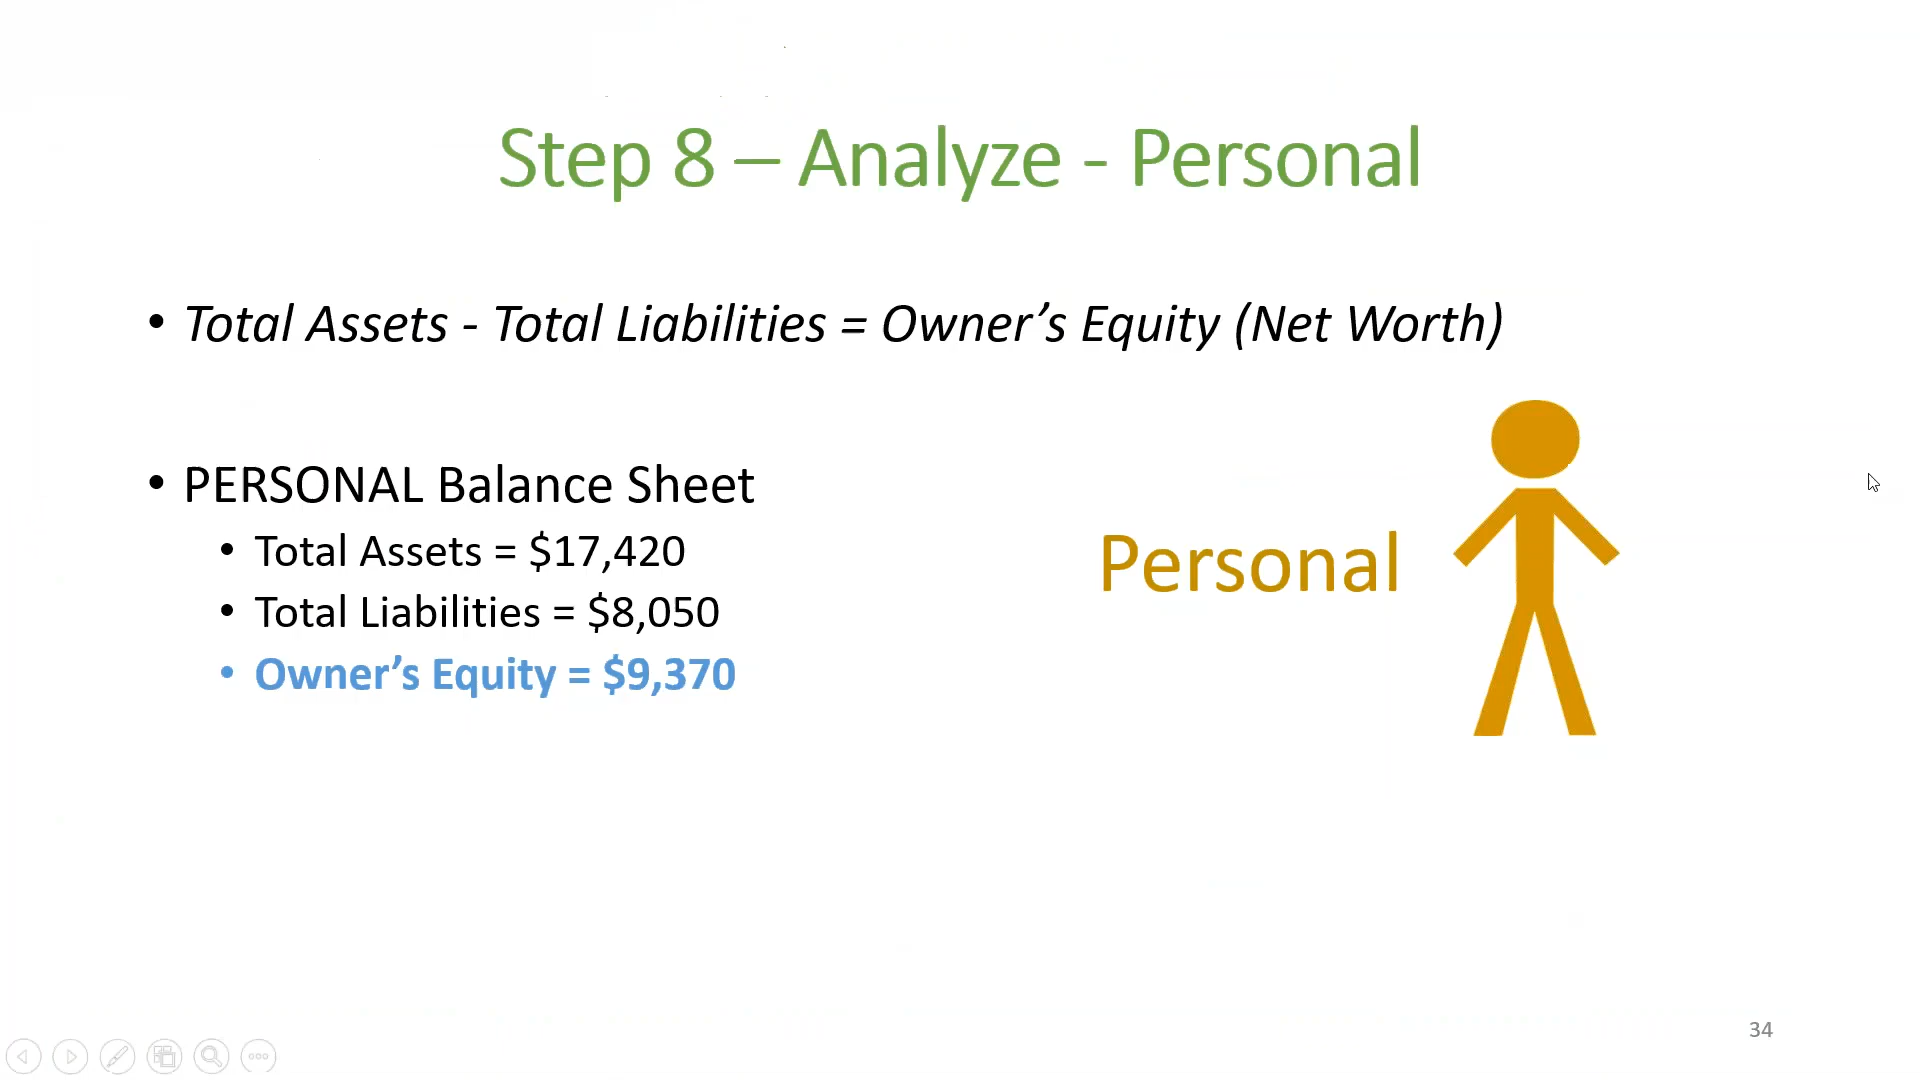 Step 8 – Analyze - Personal
• Total Assets - Total Liabilities = Owner’s Equity (Net Worth)
• PERSONAL Balance Sheet
• Total Assets = $17,420
• Total Liabilities = $8,050
• Owner’s Equity = $9,370
Personal
34